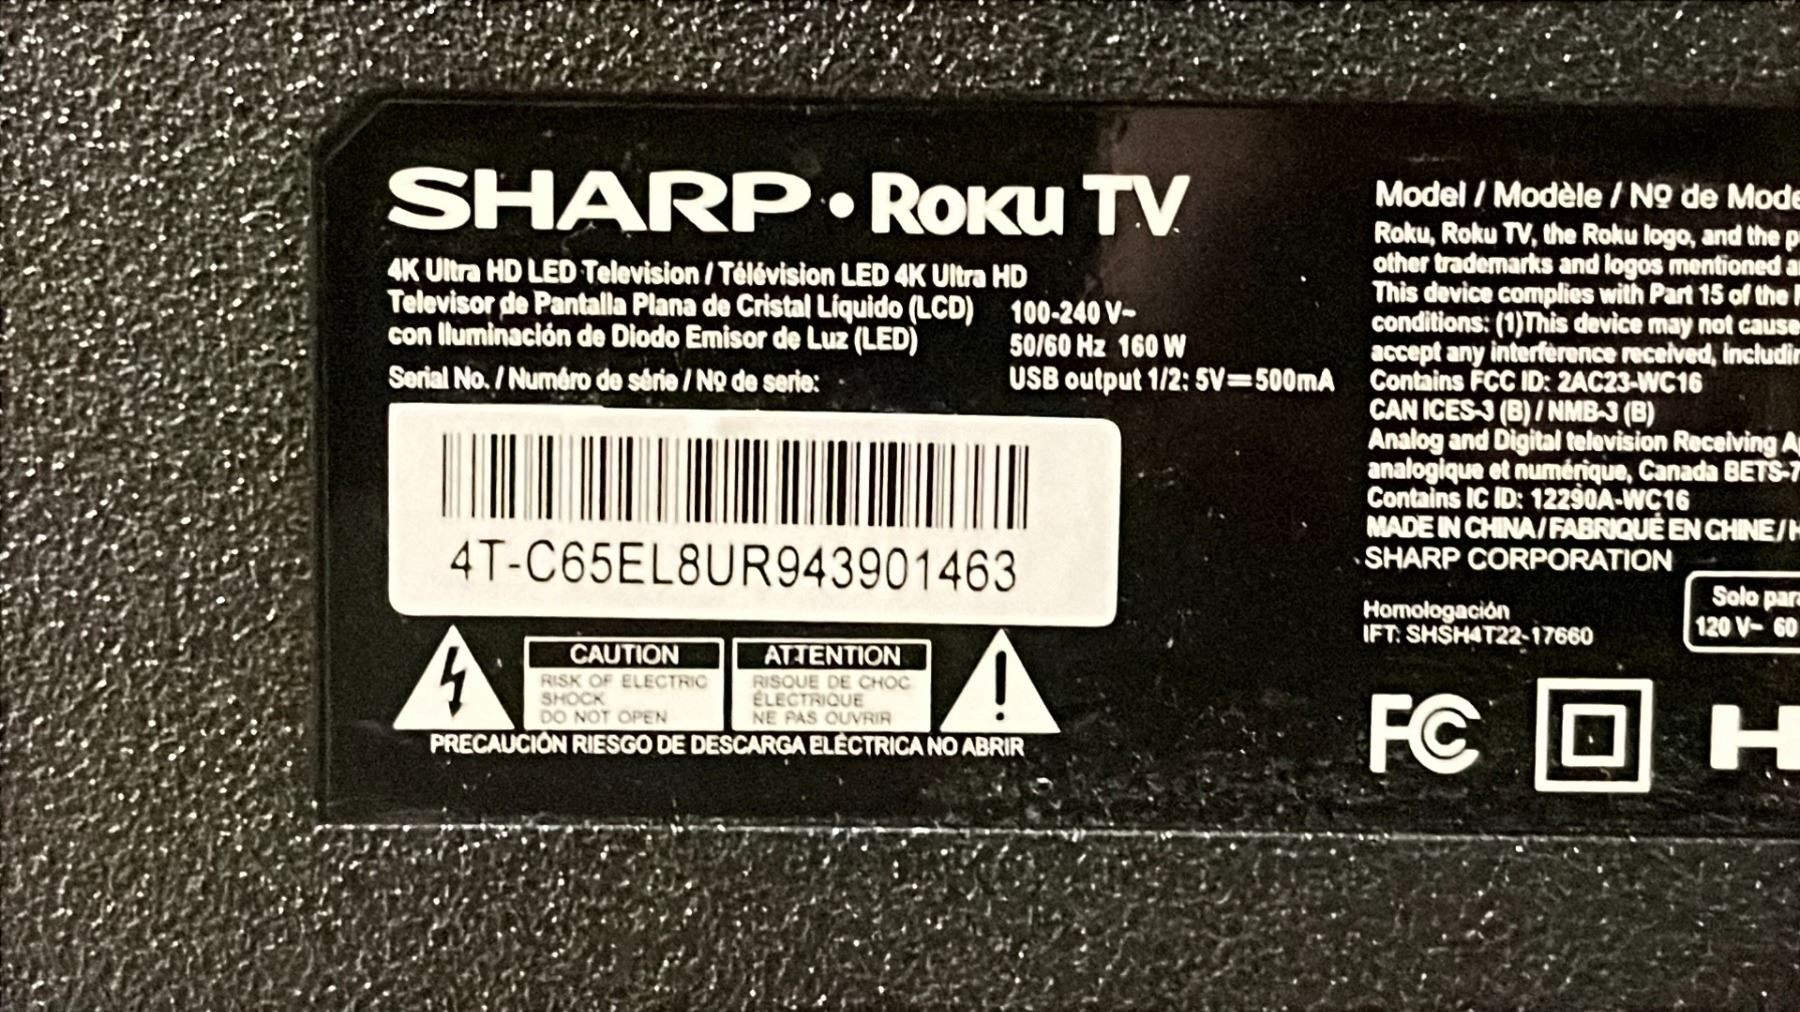 SHARP • Roku TV
4K Ultra HD LED Television / Télévision LED 4K Ultra HD
Televisor de Pantalla Plana de Cristal Líquido (LCD)
con Iluminación de Diodo Emisor de Luz (LED)
100-240 V~
50/60 Hz 160 W
USB output 1/2: 5V⎓500mA
Serial No. / Numéro de série / Nº de serie:
4T-C65EL8UR943901463
CAUTION
RISK OF ELECTRIC
SHOCK
DO NOT OPEN
ATTENTION
RISQUE DE CHOC
ÉLECTRIQUE
NE PAS OUVRIR
PRECAUCIÓN RIESGO DE DESCARGA ELÉCTRICA NO ABRIR
Model / Modèle / Nº de Mode
Roku, Roku TV, the Roku logo, and the p
other trademarks and logos mentioned a
This device complies with Part 15 of the
conditions: (1)This device may not cause
accept any interference received, includin
Contains FCC ID: 2AC23-WC16
CAN ICES-3 (B) / NMB-3 (B)
Analog and Digital television Receiving A
analogique et numérique, Canada BETS-7
Contains IC ID: 12290A-WC16
MADE IN CHINA / FABRIQUÉ EN CHINE / H
SHARP CORPORATION
Homologación
IFT: SHSH4T22-17660
Solo para
120 V~ 60
FC
H